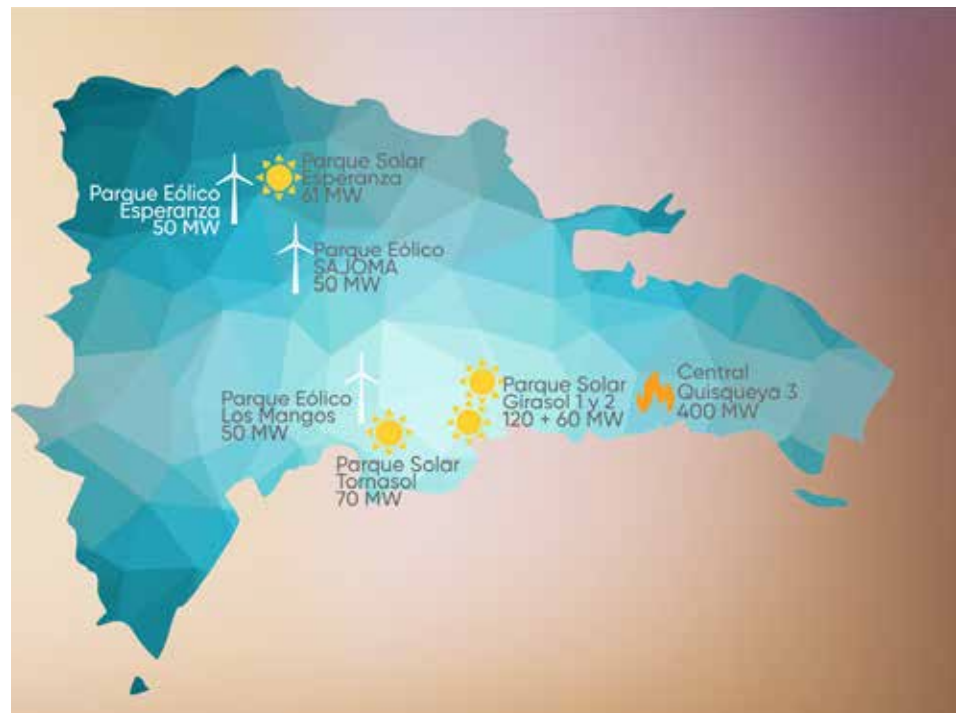 Parque Solar
Esperanza
61 MW
Parque Eólico
Esperanza
50 MW
Parque Eólico
SAJOMA
50 MW
Parque Eólico
Los Mangos
50 MW
Parque Solar
Girasol 1 y 2
120 + 60 MW
Central
Quisqueya 3
400 MW
Parque Solar
Tornasol
70 MW